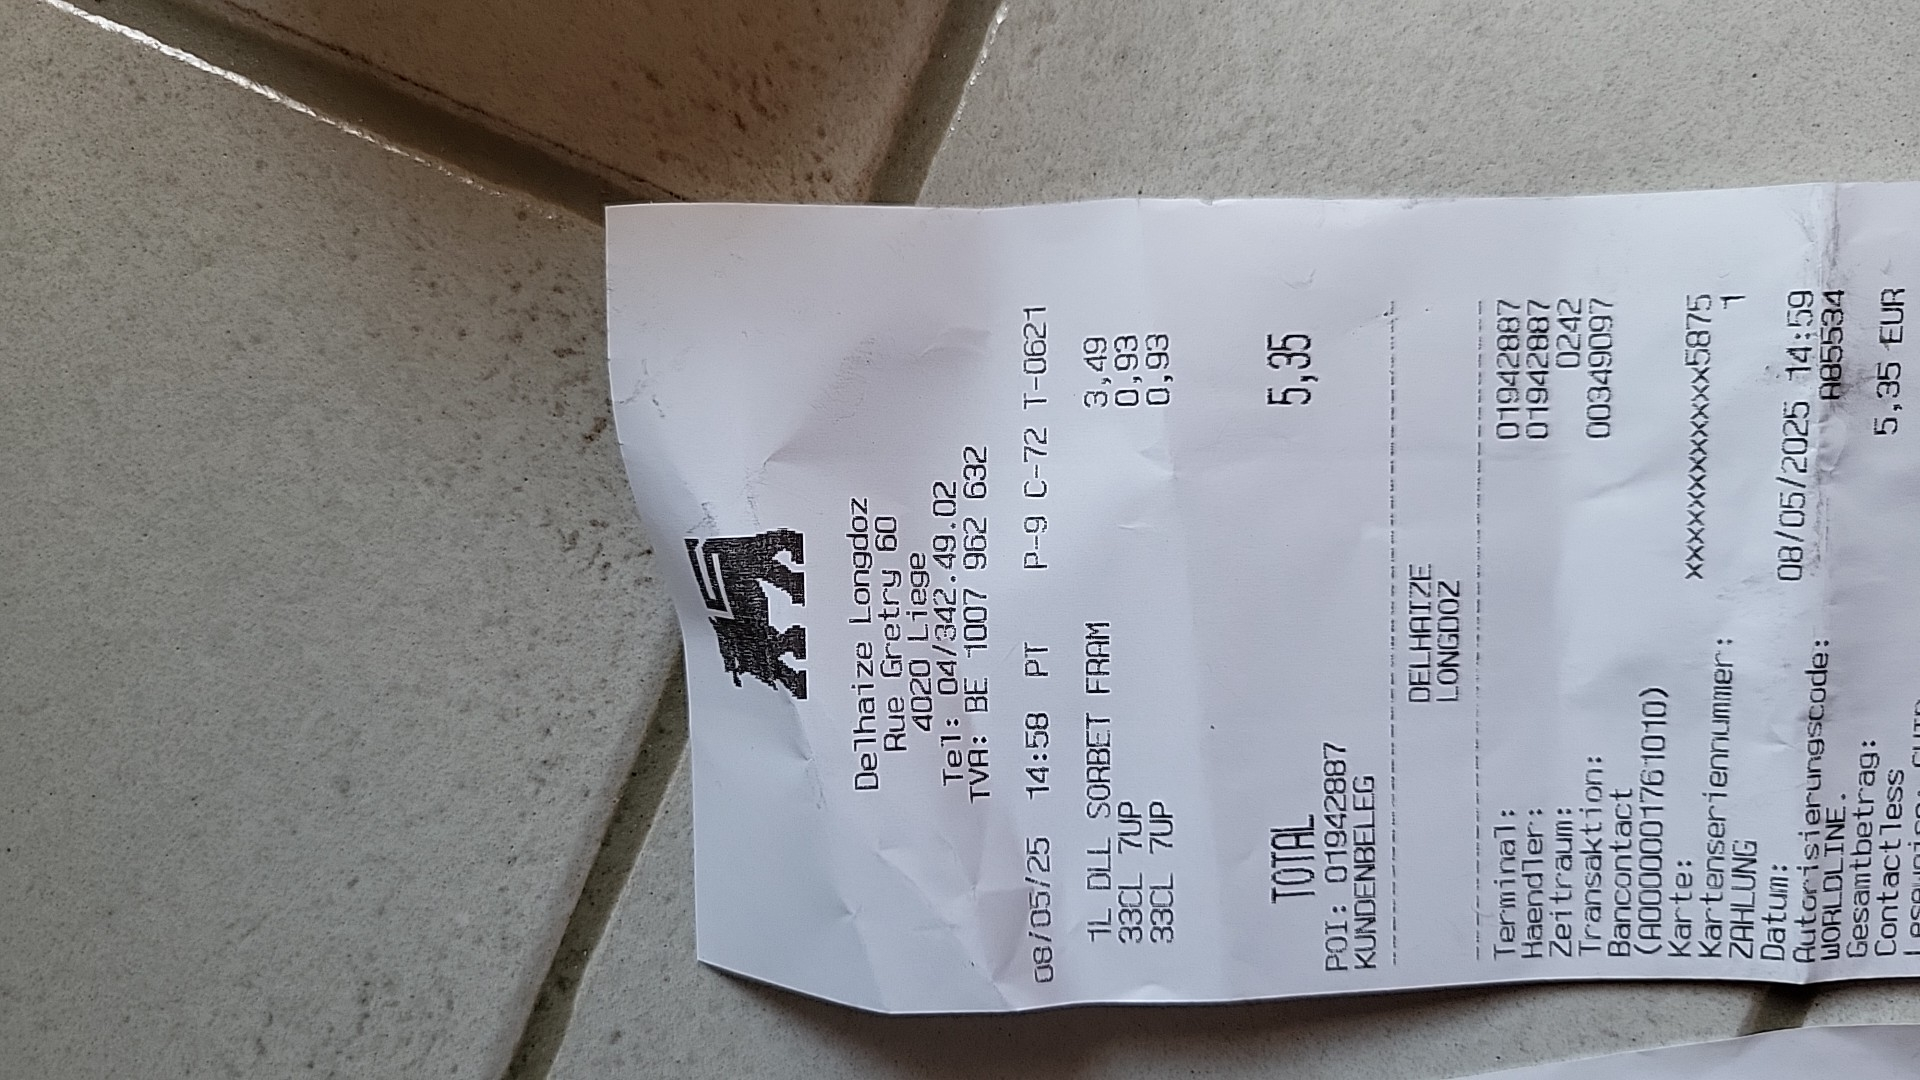 Delhaize Longdoz
Rue Gretry 60
4020 Liege
Tel: 04/342.49.02
TVA: BE 1007 962 632
08/05/25 14:58 PT P-9 C-72 T-0621
1L DLL SORBET FRAM 3,49
33CL 7UP 0,93
33CL 7UP 0,93
TOTAL 5,35
POI: 01942887
KUNDENBELEG
DELHAIZE
LONGDOZ
Terminal: 01942887
Haendler: 01942887
Zeitraum: 0242
Transaktion: 00349097
Bancontact
(A000001761010)
Karte: xxxxxxxxxxxxx5875
Kartenseriennummer: 1
ZAHLUNG
Datum: 08/05/2025 14:59
Autorisierungscode: A85534
WORLDLINE.
Gesamtbetrag: 5,35 EUR
Contactless